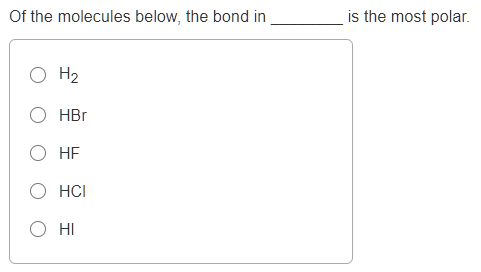 Of the molecules below, the bond in ________ is the most polar.
H₂
HBr
HF
HCl
HI